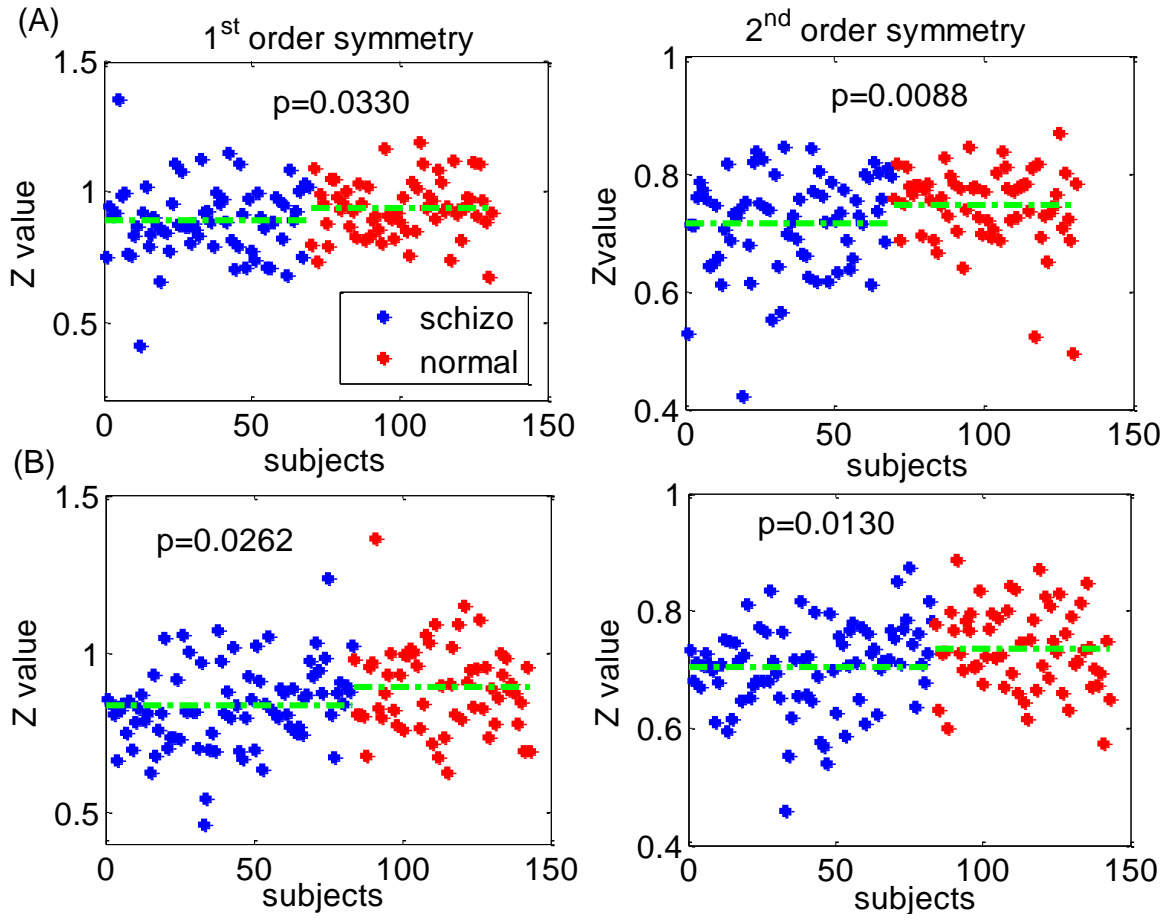 (A)
1st order symmetry
2nd order symmetry
1.5
1
0.5
Z value
p=0.0330
schizo
normal
0 50 100 150
subjects
1
0.8
0.6
0.4
Zvalue
p=0.0088
0 50 100 150
subjects
(B)
1.5
1
0.5
Z value
p=0.0262
0 50 100 150
subjects
1
0.8
0.6
0.4
Z value
p=0.0130
0 50 100 150
subjects